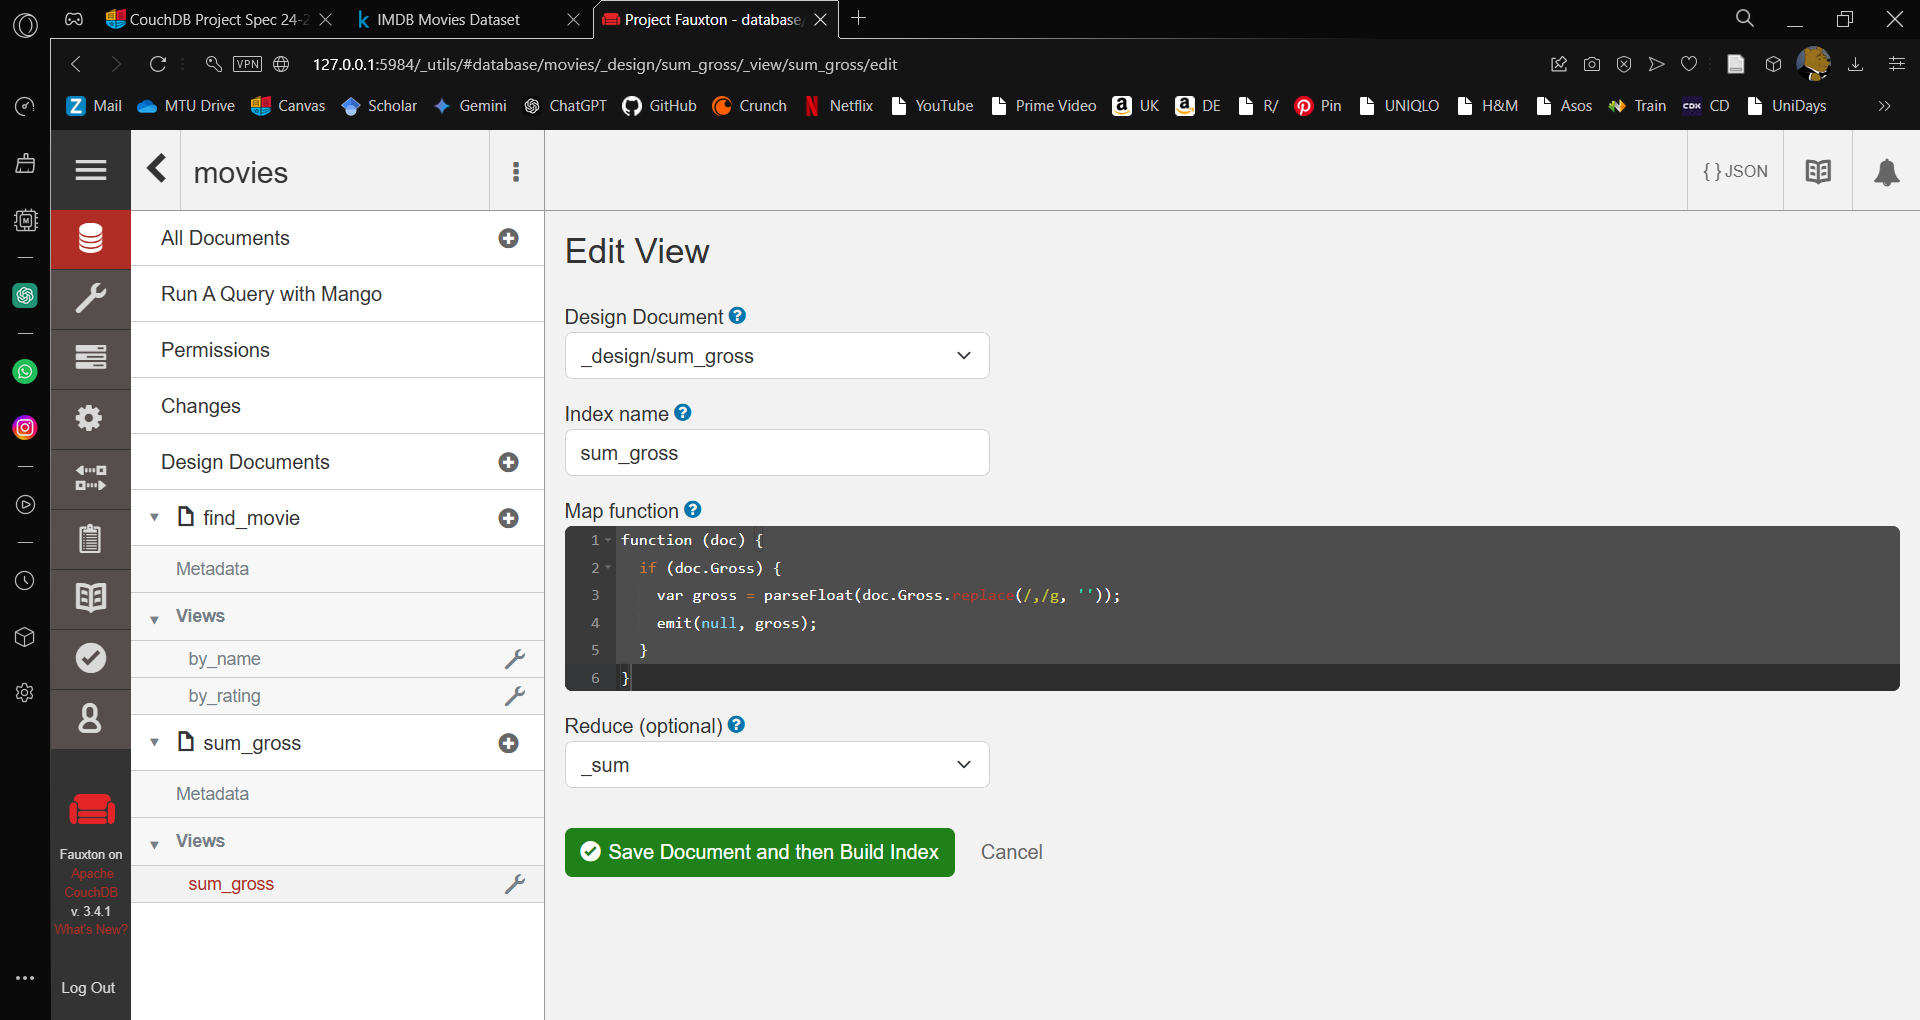 CouchDB Project Spec 24-2
IMDB Movies Dataset
Project Fauxton - database/
VPN
127.0.0.1:5984/_utils/#database/movies/_design/sum_gross/_view/sum_gross/edit
Mail
MTU Drive
Canvas
Scholar
Gemini
ChatGPT
GitHub
Crunch
Netflix
YouTube
Prime Video
UK
DE
R/
Pin
UNIQLO
H&M
Asos
Train
CD
UniDays
movies
{ } JSON
All Documents
Run A Query with Mango
Permissions
Changes
Design Documents
find_movie
Metadata
Views
by_name
by_rating
sum_gross
Metadata
Views
sum_gross
Fauxton on
Apache
CouchDB
v. 3.4.1
What's New?
Log Out
Edit View
Design Document
_design/sum_gross
Index name
sum_gross
Map function
1 function (doc) {
2 if (doc.Gross) {
3 var gross = parseFloat(doc.Gross.replace(/,/g, ''));
4 emit(null, gross);
5 }
6 }
Reduce (optional)
_sum
Save Document and then Build Index
Cancel